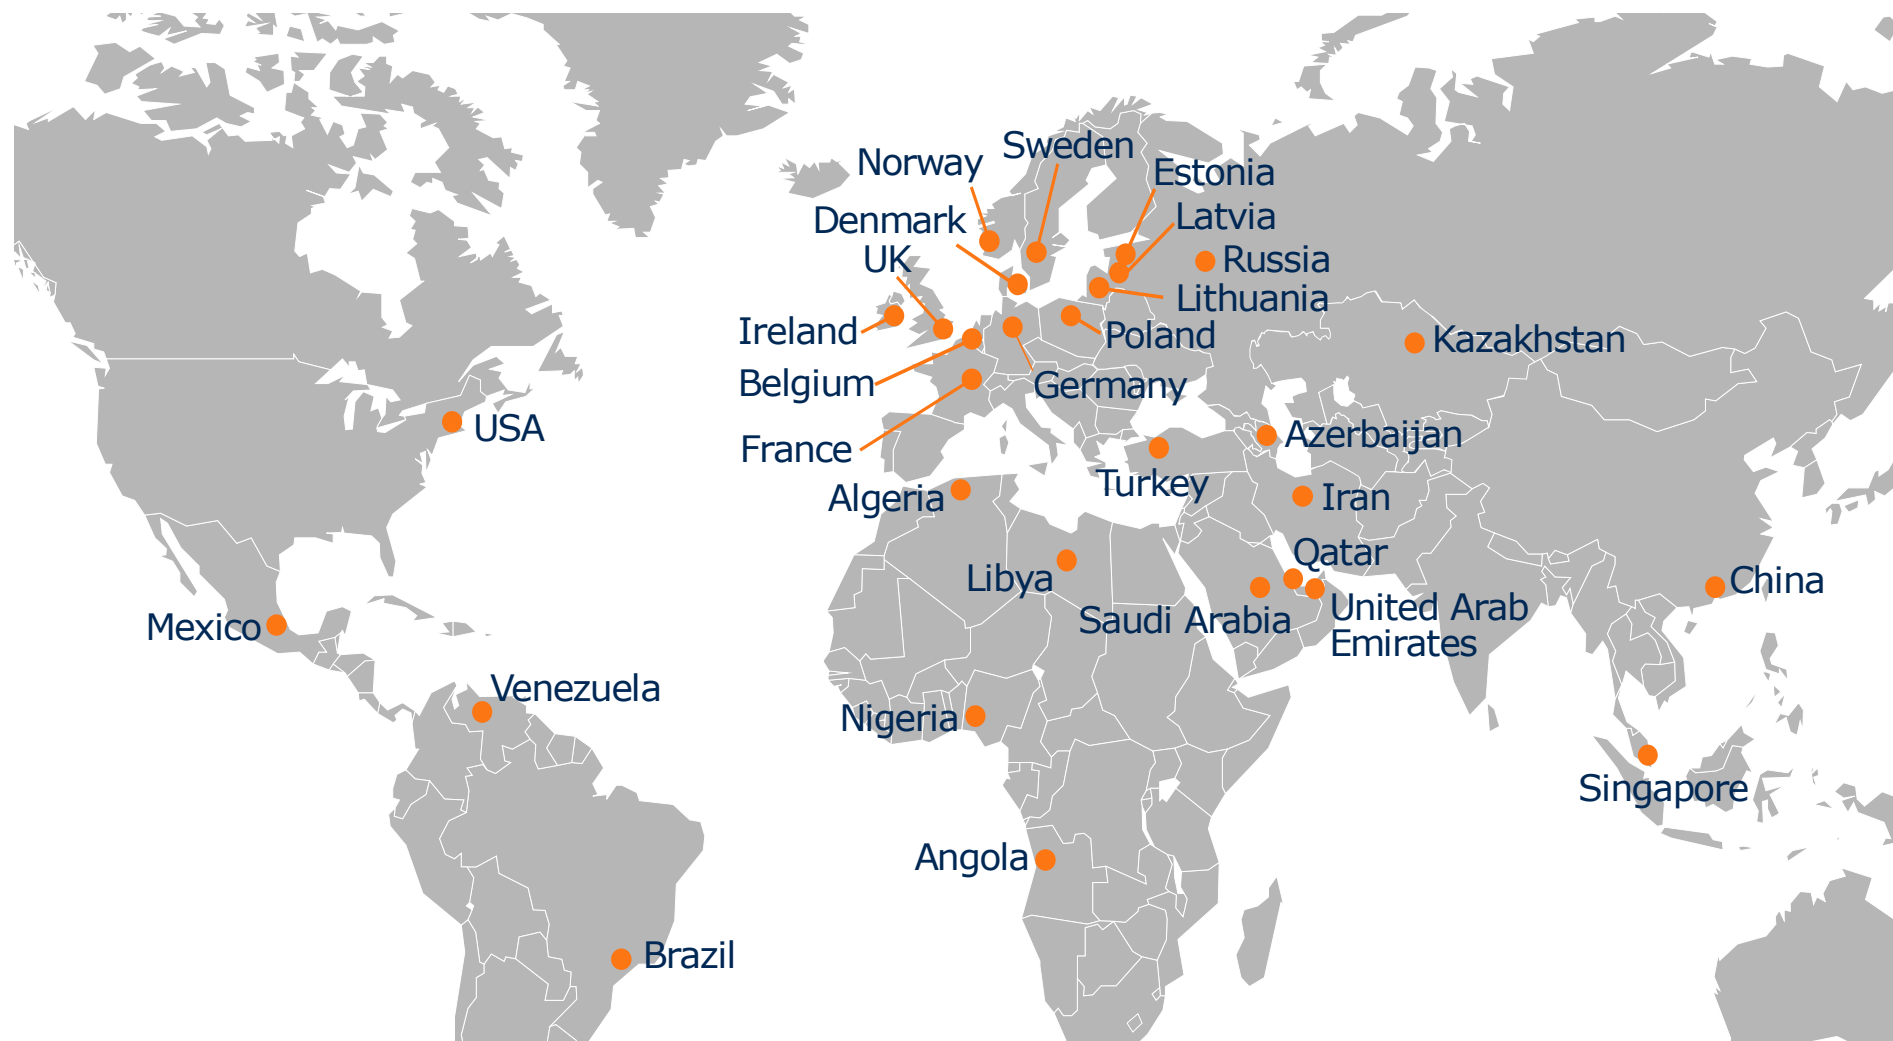 Sweden
Norway
Estonia
Denmark
Latvia
UK
Russia
Lithuania
Ireland
Poland
Kazakhstan
Belgium
Germany
USA
Azerbaijan
France
Turkey
Algeria
Iran
Qatar
Libya
China
Saudi Arabia
United Arab
Emirates
Mexico
Venezuela
Nigeria
Singapore
Angola
Brazil